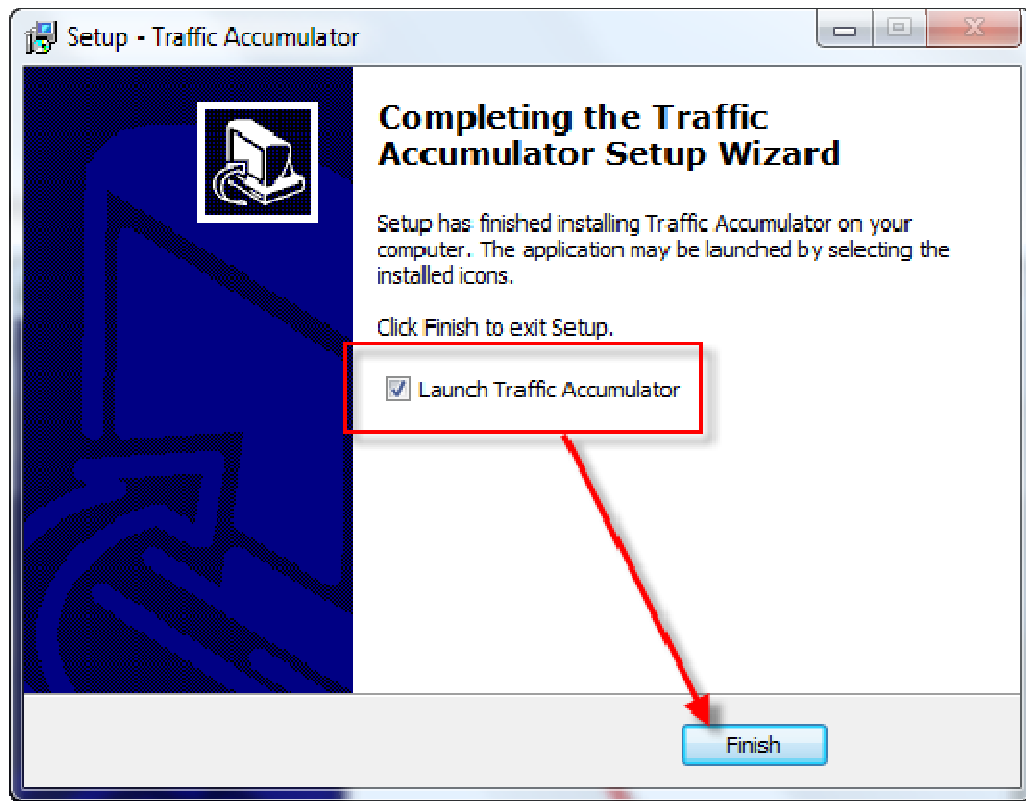 Setup - Traffic Accumulator
Completing the Traffic
Accumulator Setup Wizard
Setup has finished installing Traffic Accumulator on your
computer. The application may be launched by selecting the
installed icons.
Click Finish to exit Setup.
Launch Traffic Accumulator
Finish